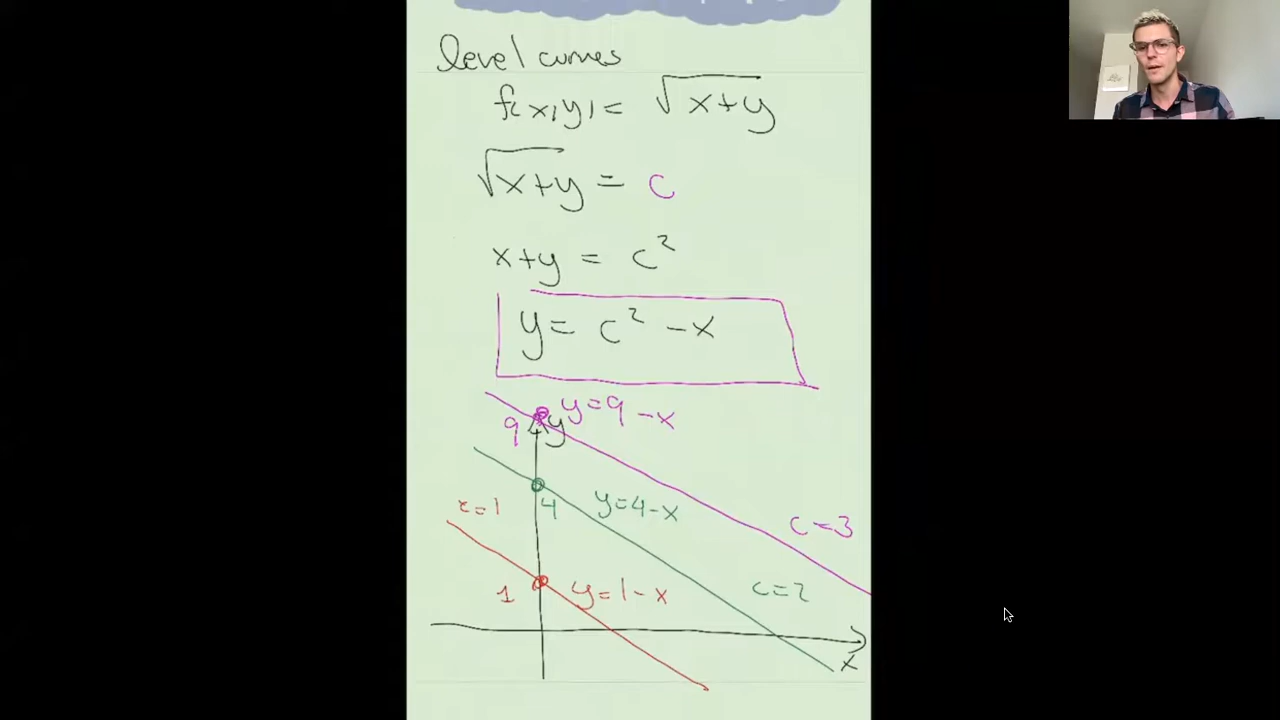 level curves
f(x,y) = √x+y
√x+y = c
x+y = c²
y = c² - x
y=9-x
9
y
c=1
4
y=4-x
c=3
1
y=1-x
c=2
x